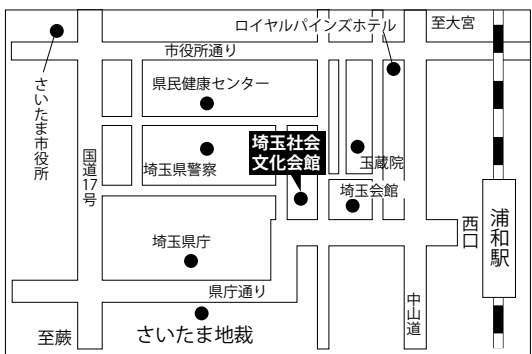 ロイヤルパインズホテル
至大宮
市役所通り
さいたま市役所
県民健康センター
国道17号
埼玉県警察
埼玉社会
文化会館
玉蔵院
埼玉会館
西口
浦和駅
埼玉県庁
県庁通り
中山道
至蕨
さいたま地裁